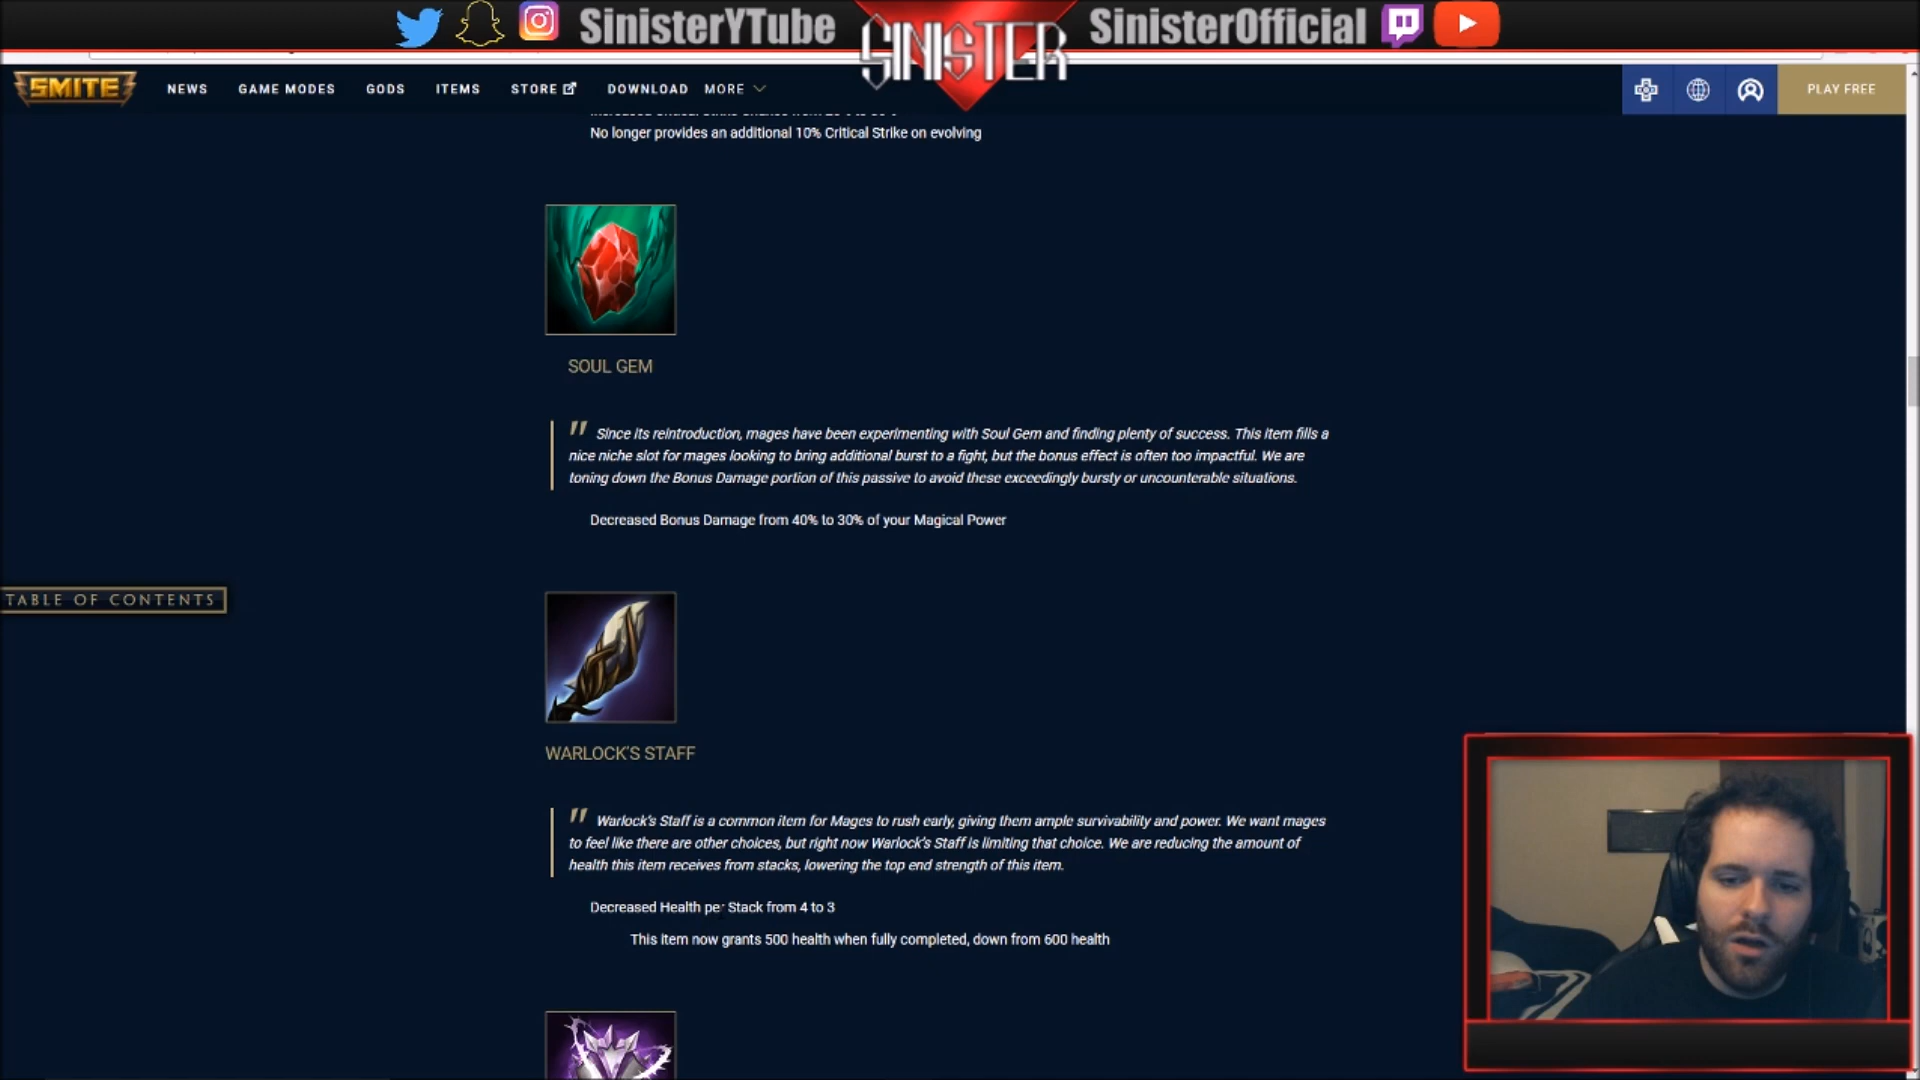 SinisterYTube
SINISTER
SinisterOfficial
SMITE
NEWS
GAME MODES
GODS
ITEMS
STORE
DOWNLOAD
MORE
PLAY FREE
No longer provides an additional 10% Critical Strike on evolving
SOUL GEM
" Since its reintroduction, mages have been experimenting with Soul Gem and finding plenty of success. This item fills a
nice niche slot for mages looking to bring additional burst to a fight, but the bonus effect is often too impactful. We are
toning down the Bonus Damage portion of this passive to avoid these exceedingly bursty or uncounterable situations.
Decreased Bonus Damage from 40% to 30% of your Magical Power
TABLE OF CONTENTS
WARLOCK'S STAFF
" Warlock's Staff is a common item for Mages to rush early, giving them ample survivability and power. We want mages
to feel like there are other choices, but right now Warlock's Staff is limiting that choice. We are reducing the amount of
health this item receives from stacks, lowering the top end strength of this item.
Decreased Health per Stack from 4 to 3
This item now grants 500 health when fully completed, down from 600 health